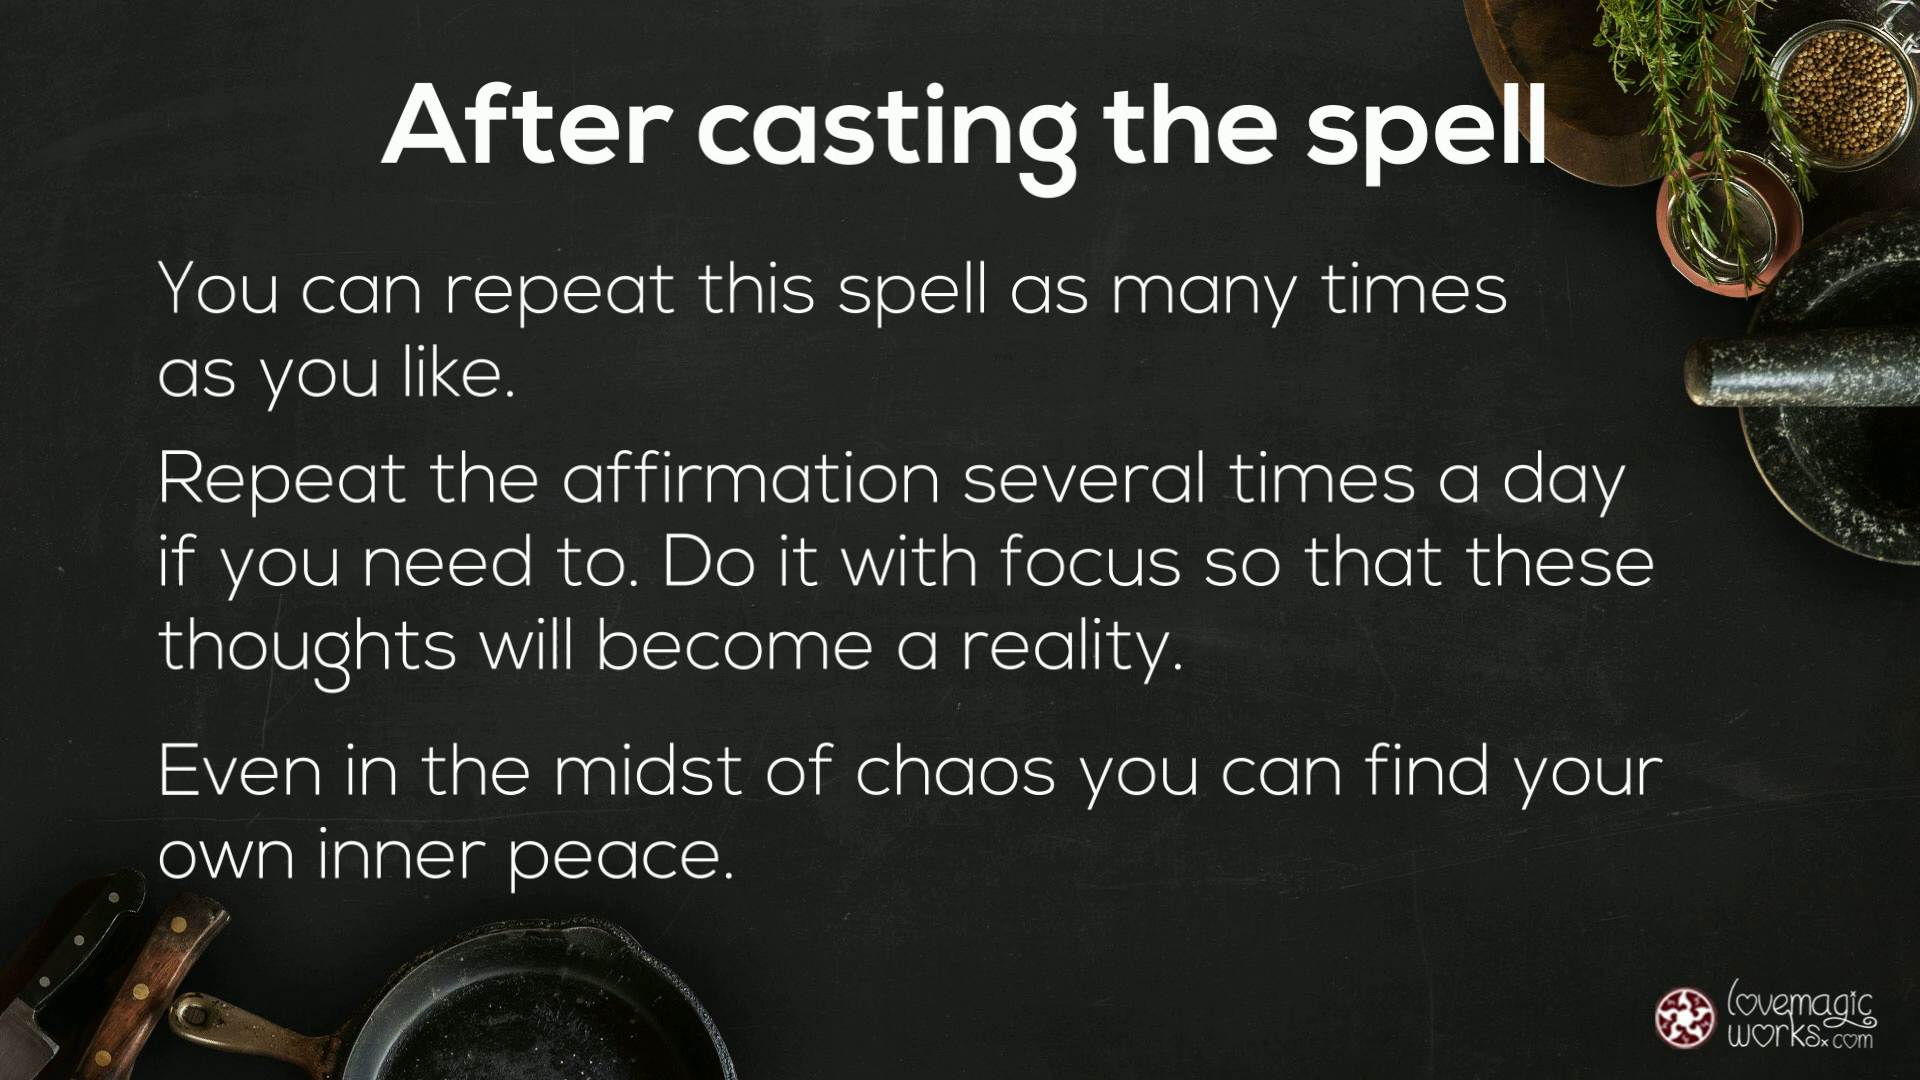 After casting the spell
You can repeat this spell as many times
as you like.
Repeat the affirmation several times a day
if you need to. Do it with focus so that these
thoughts will become a reality.
Even in the midst of chaos you can find your
own inner peace.
lovemagic
works.com